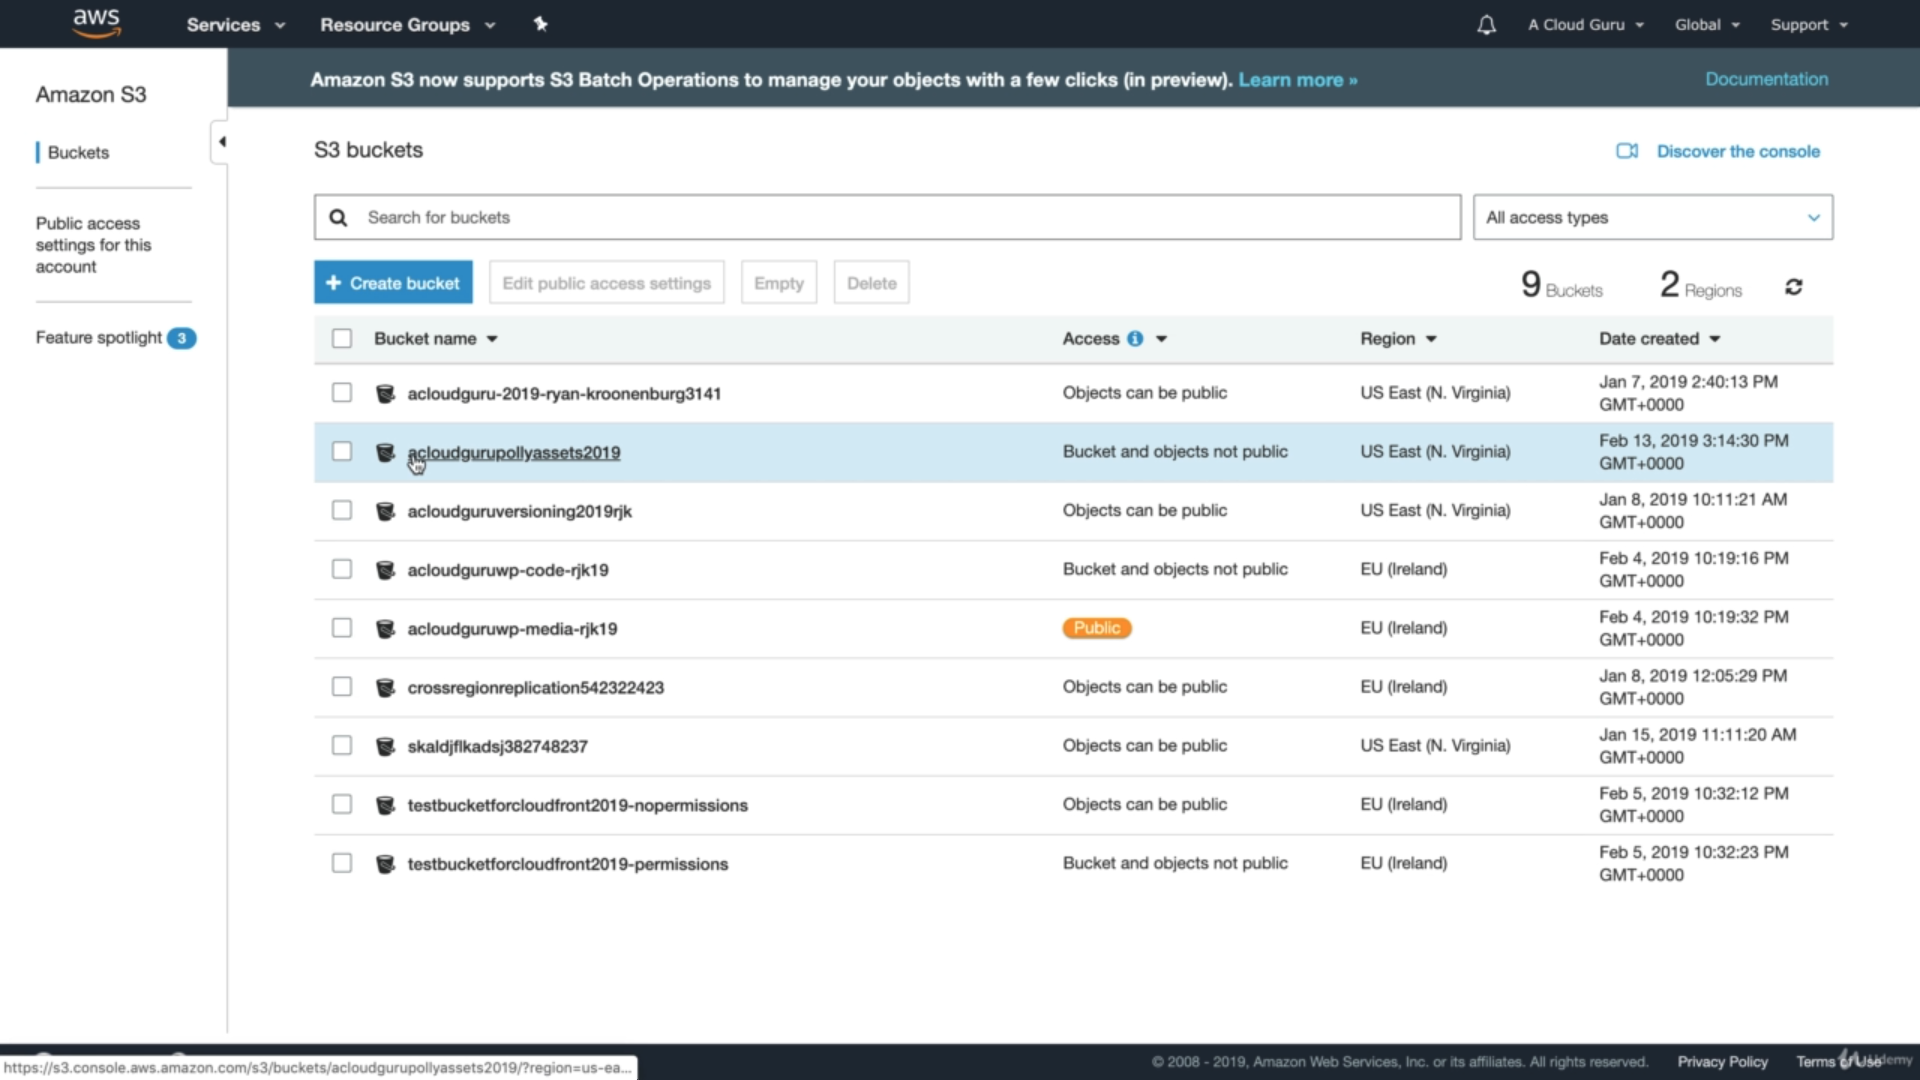 aws Services Resource Groups A Cloud Guru Global Support
Amazon S3 now supports S3 Batch Operations to manage your objects with a few clicks (in preview). Learn more » Documentation
Amazon S3
Buckets
Public access
settings for this
account
Feature spotlight 3
S3 buckets Discover the console
Search for buckets All access types
Create bucket Edit public access settings Empty Delete 9 Buckets 2 Regions
Bucket name Access Region Date created
acloudguru-2019-ryan-kroonenburg3141 Objects can be public US East (N. Virginia) Jan 7, 2019 2:40:13 PM
GMT+0000
acloudgurupollyassets2019 Bucket and objects not public US East (N. Virginia) Feb 13, 2019 3:14:30 PM
GMT+0000
acloudguruversioning2019rjk Objects can be public US East (N. Virginia) Jan 8, 2019 10:11:21 AM
GMT+0000
acloudguruwp-code-rjk19 Bucket and objects not public EU (Ireland) Feb 4, 2019 10:19:16 PM
GMT+0000
acloudguruwp-media-rjk19 Public EU (Ireland) Feb 4, 2019 10:19:32 PM
GMT+0000
crossregionreplication542322423 Objects can be public EU (Ireland) Jan 8, 2019 12:05:29 PM
GMT+0000
skaldjflkadsj382748237 Objects can be public US East (N. Virginia) Jan 15, 2019 11:11:20 AM
GMT+0000
testbucketforcloudfront2019-nopermissions Objects can be public EU (Ireland) Feb 5, 2019 10:32:12 PM
GMT+0000
testbucketforcloudfront2019-permissions Bucket and objects not public EU (Ireland) Feb 5, 2019 10:32:23 PM
GMT+0000
https://s3.console.aws.amazon.com/s3/buckets/acloudgurupollyassets2019/?region=us-ea... © 2008 - 2019, Amazon Web Services, Inc. or its affiliates. All rights reserved. Privacy Policy Terms of Use Udemy